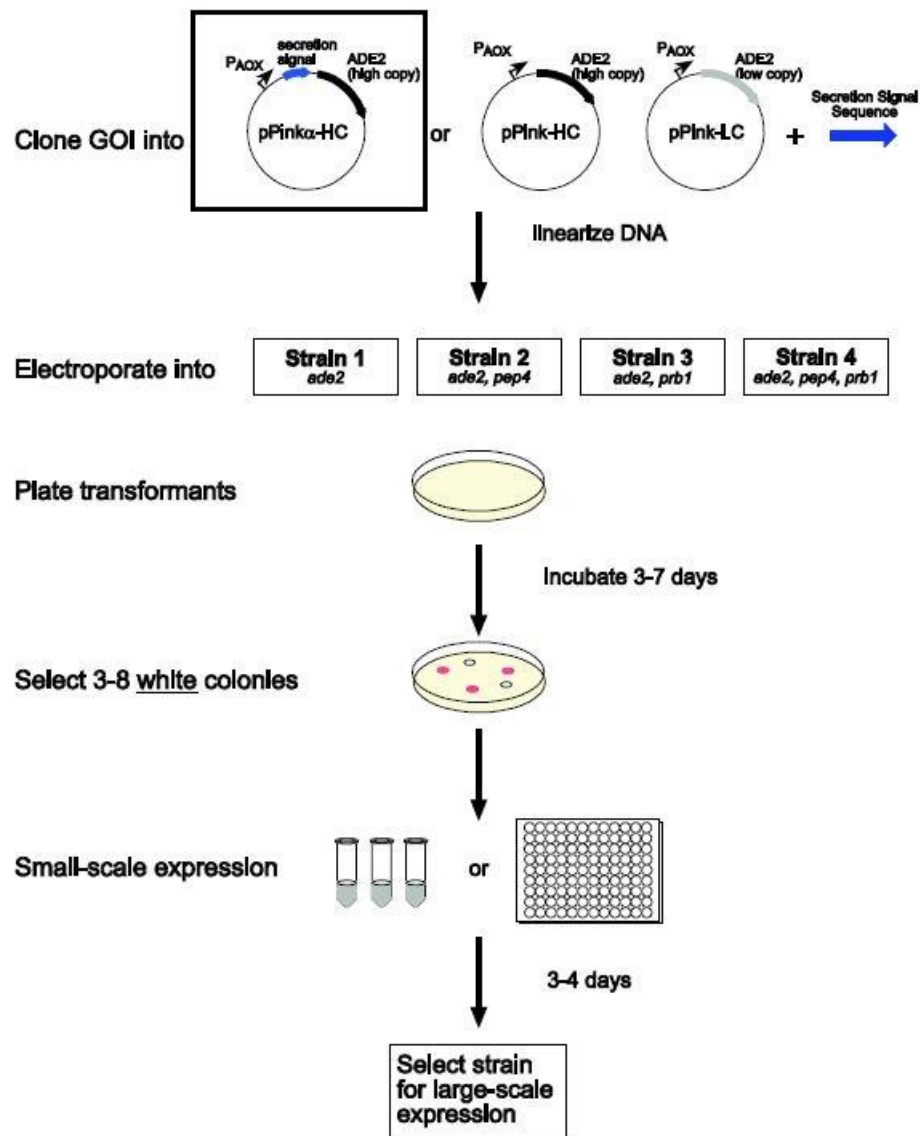 PAOX
secretion
signal
ADE2
(high copy)
PAOX
ADE2
(high copy)
PAOX
ADE2
(low copy)
Secretion Signal
Sequence
Clone GOI into
pPinkα-HC
or
pPink-HC
pPink-LC
+
linearize DNA
Electroporate into
Strain 1
ade2
Strain 2
ade2, pep4
Strain 3
ade2, prb1
Strain 4
ade2, pep4, prb1
Plate transformants
Incubate 3-7 days
Select 3-8 white colonies
Small-scale expression
or
3-4 days
Select strain
for large-scale
expression